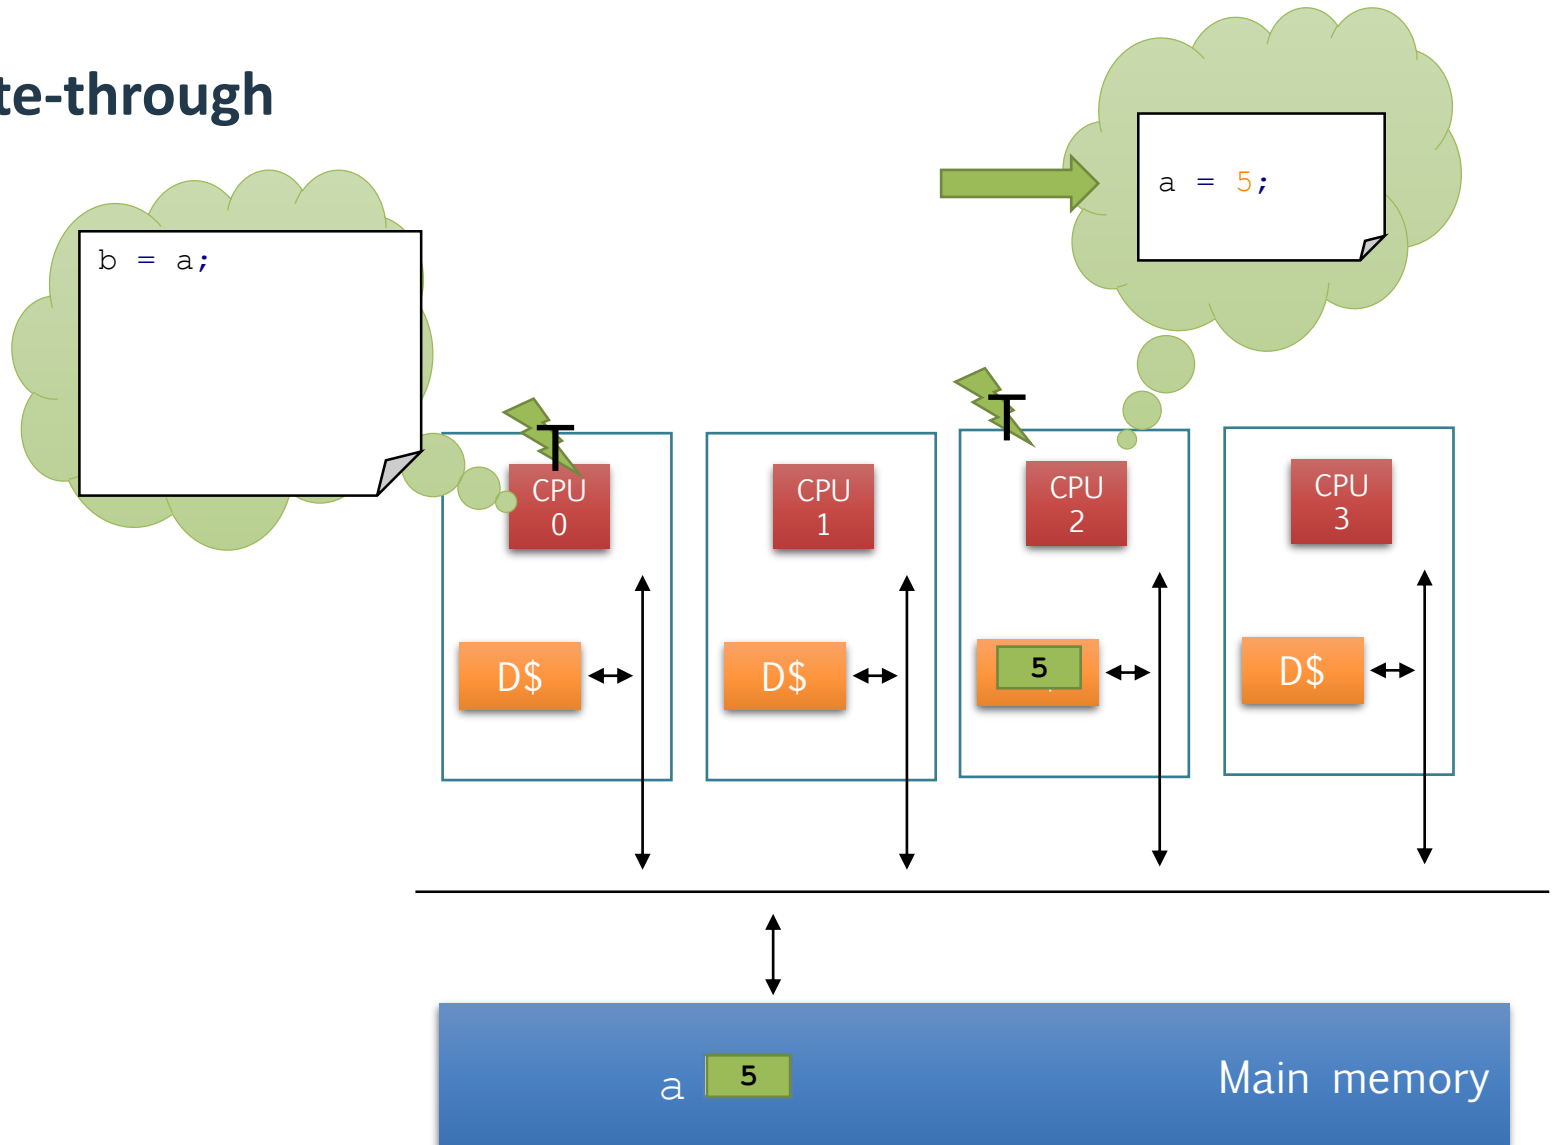 te-through
a = 5;
b = a;
T
T
CPU
0
CPU
1
CPU
2
CPU
3
D$
D$
5
D$
a
5
Main memory